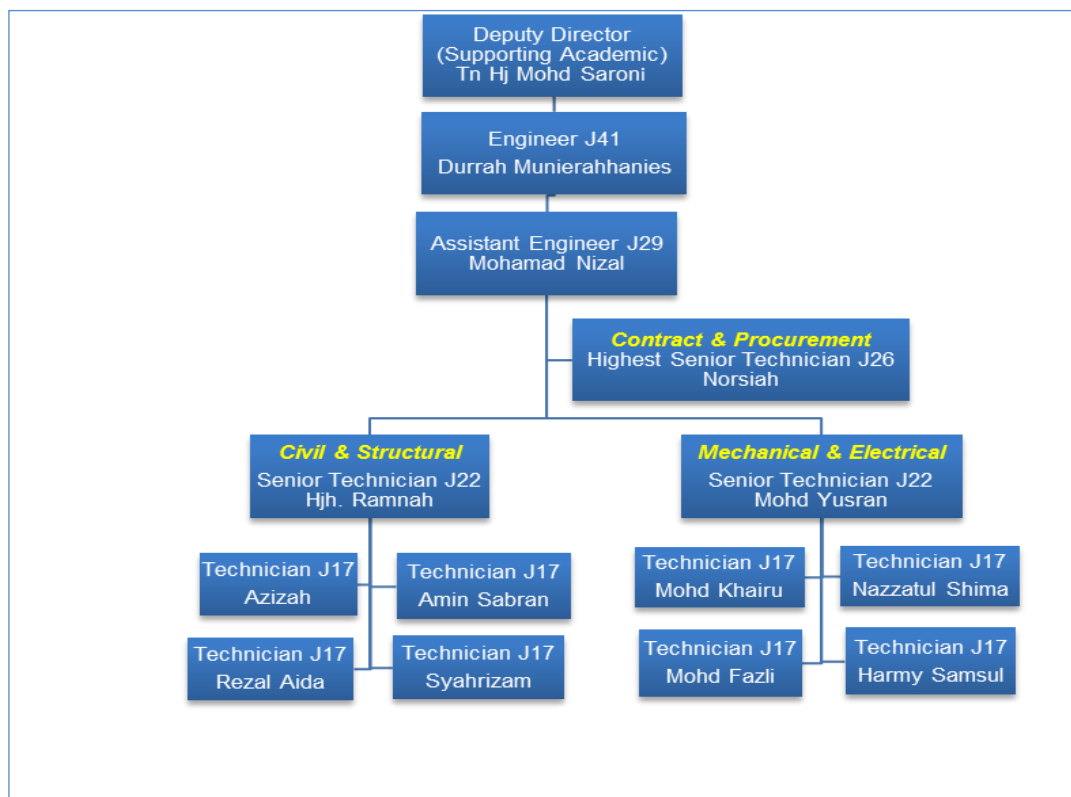 Deputy Director
(Supporting Academic)
Tn Hj Mohd Saroni
Engineer J41
Durrah Munierahhanies
Assistant Engineer J29
Mohamad Nizal
Contract & Procurement
Highest Senior Technician J26
Norsiah
Civil & Structural
Senior Technician J22
Hjh. Ramnah
Mechanical & Electrical
Senior Technician J22
Mohd Yusran
Technician J17
Azizah
Technician J17
Amin Sabran
Technician J17
Rezal Aida
Technician J17
Syahrizam
Technician J17
Mohd Khairu
Technician J17
Nazzatul Shima
Technician J17
Mohd Fazli
Technician J17
Harmy Samsul